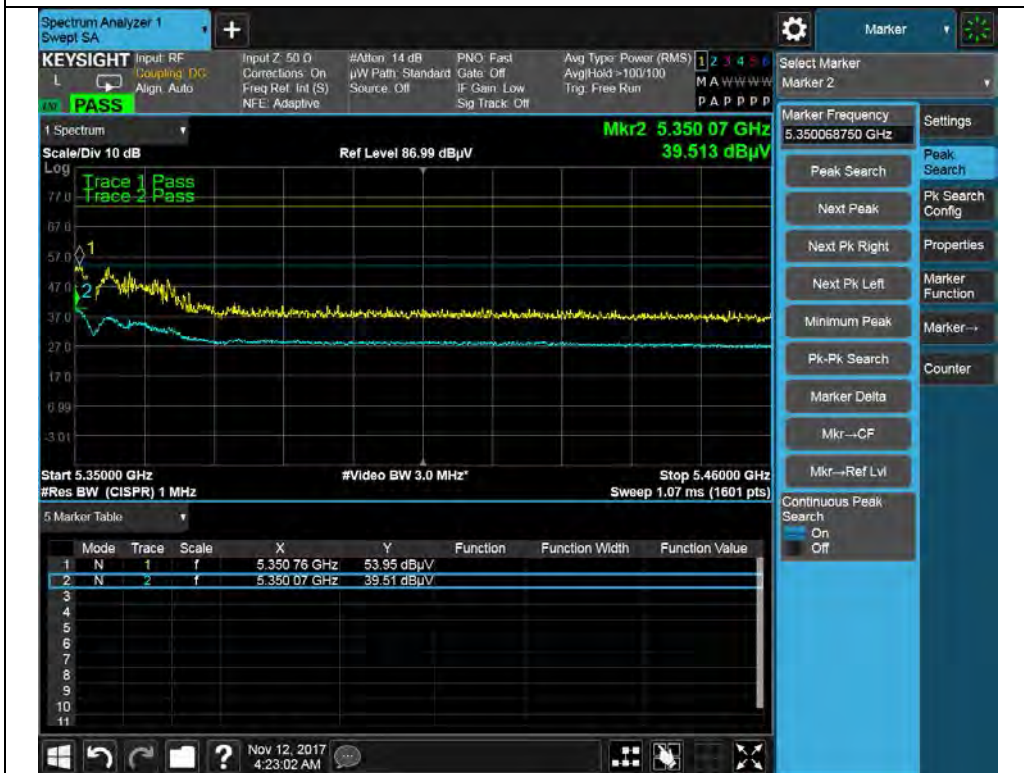 Spectrum Analyzer 1
Swept SA
Marker
KEYSIGHT Input: RF Input Z: 50 Ω #Atten: 14 dB PNO: Fast Avg Type: Power (RMS) 1 2 3 4 5 6
L Coupling: DC Corrections: On µW Path: Standard Gate: Off Avg|Hold:>100/100 M A W W W W
Align: Auto Freq Ref: Int (S) Source: Off IF Gain: Low Trig: Free Run
PASS NFE: Adaptive Sig Track: Off P A P P P P
Select Marker
Marker 2
1 Spectrum
Mkr2 5.350 07 GHz
Scale/Div 10 dB Ref Level 86.99 dBµV 39.513 dBµV
Log
Trace 1 Pass
Trace 2 Pass
77.0
67.0
57.0
47.0
37.0
27.0
17.0
6.99
-3.01
1
2
Start 5.35000 GHz #Video BW 3.0 MHz* Stop 5.46000 GHz
#Res BW (CISPR) 1 MHz Sweep 1.07 ms (1601 pts)
Marker Frequency
5.350068750 GHz
Peak Search
Next Peak
Next Pk Right
Next Pk Left
Minimum Peak
Pk-Pk Search
Marker Delta
Mkr→CF
Mkr→Ref Lvl
Continuous Peak
Search
On
Off
Settings
Peak
Search
Pk Search
Config
Properties
Marker
Function
Marker→
Counter
5 Marker Table
Mode Trace Scale X Y Function Function Width Function Value
1 N 1 f 5.350 76 GHz 53.95 dBµV
2 N 2 f 5.350 07 GHz 39.51 dBµV
3
4
5
6
7
8
9
10
11
? Nov 12, 2017
4:23:02 AM